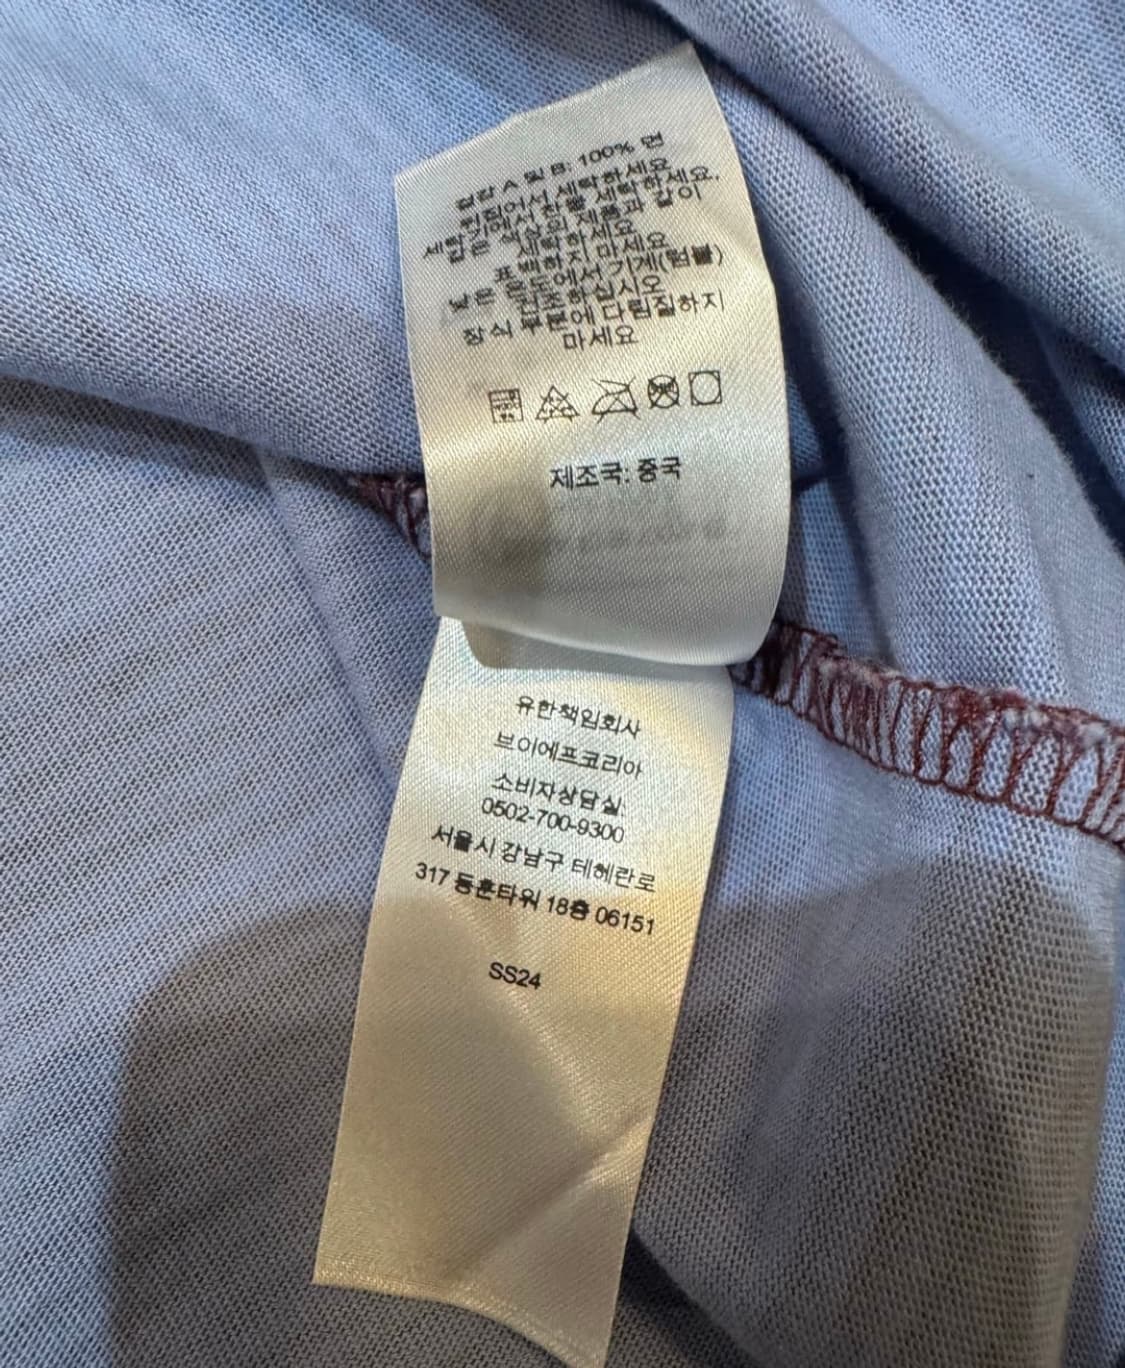 겉감 A 및 B: 100% 면
뒤집어서 세탁하세요
세탁망에서 찬물 세탁하세요.
같은 색상의 제품과 같이
세탁하세요
표백하지 마세요
낮은 온도에서 기계(텀블)
건조하십시오
장식 부분에 다림질하지
마세요
제조국: 중국
유한책임회사
브이에프코리아
소비자상담실.
0502-700-9300
서울시 강남구 테헤란로
317 동훈타워 18층 06151
SS24